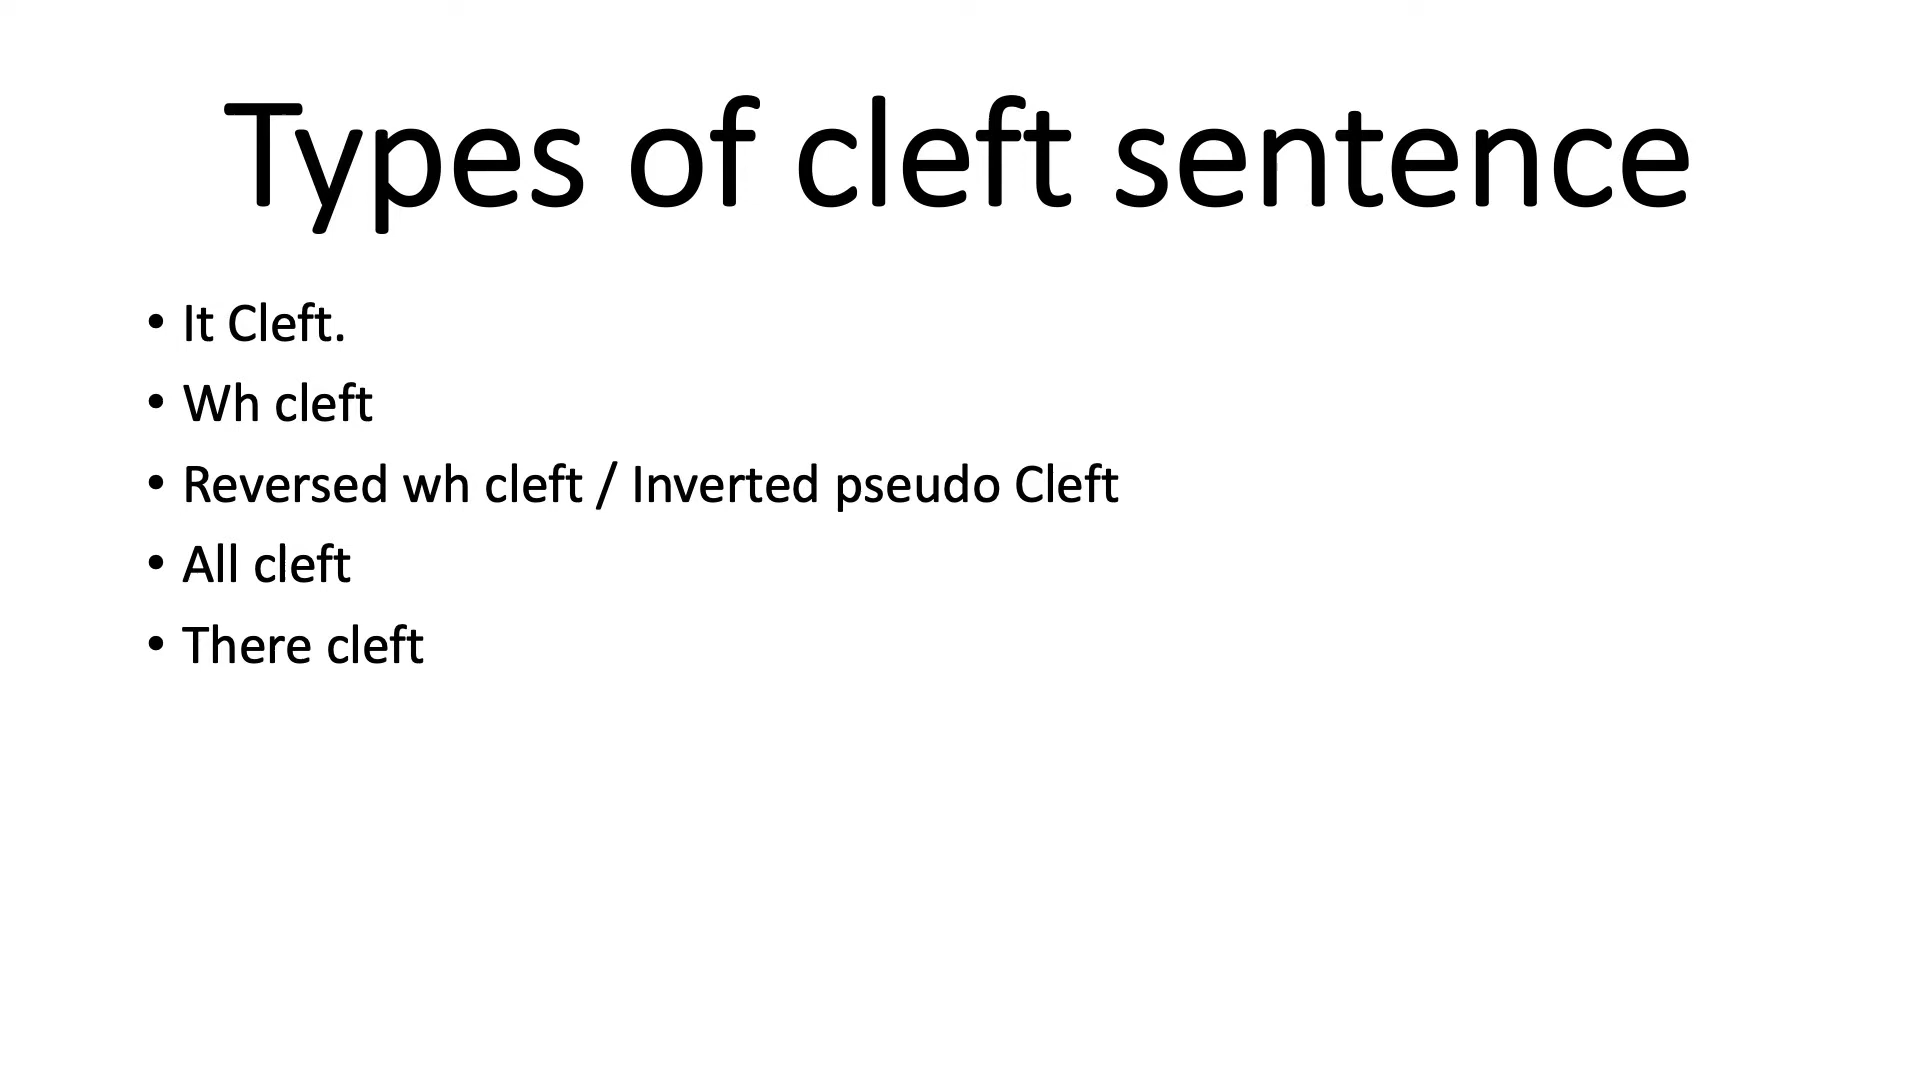 Types of cleft sentence
• It Cleft.
• Wh cleft
• Reversed wh cleft / Inverted pseudo Cleft
• All cleft
• There cleft